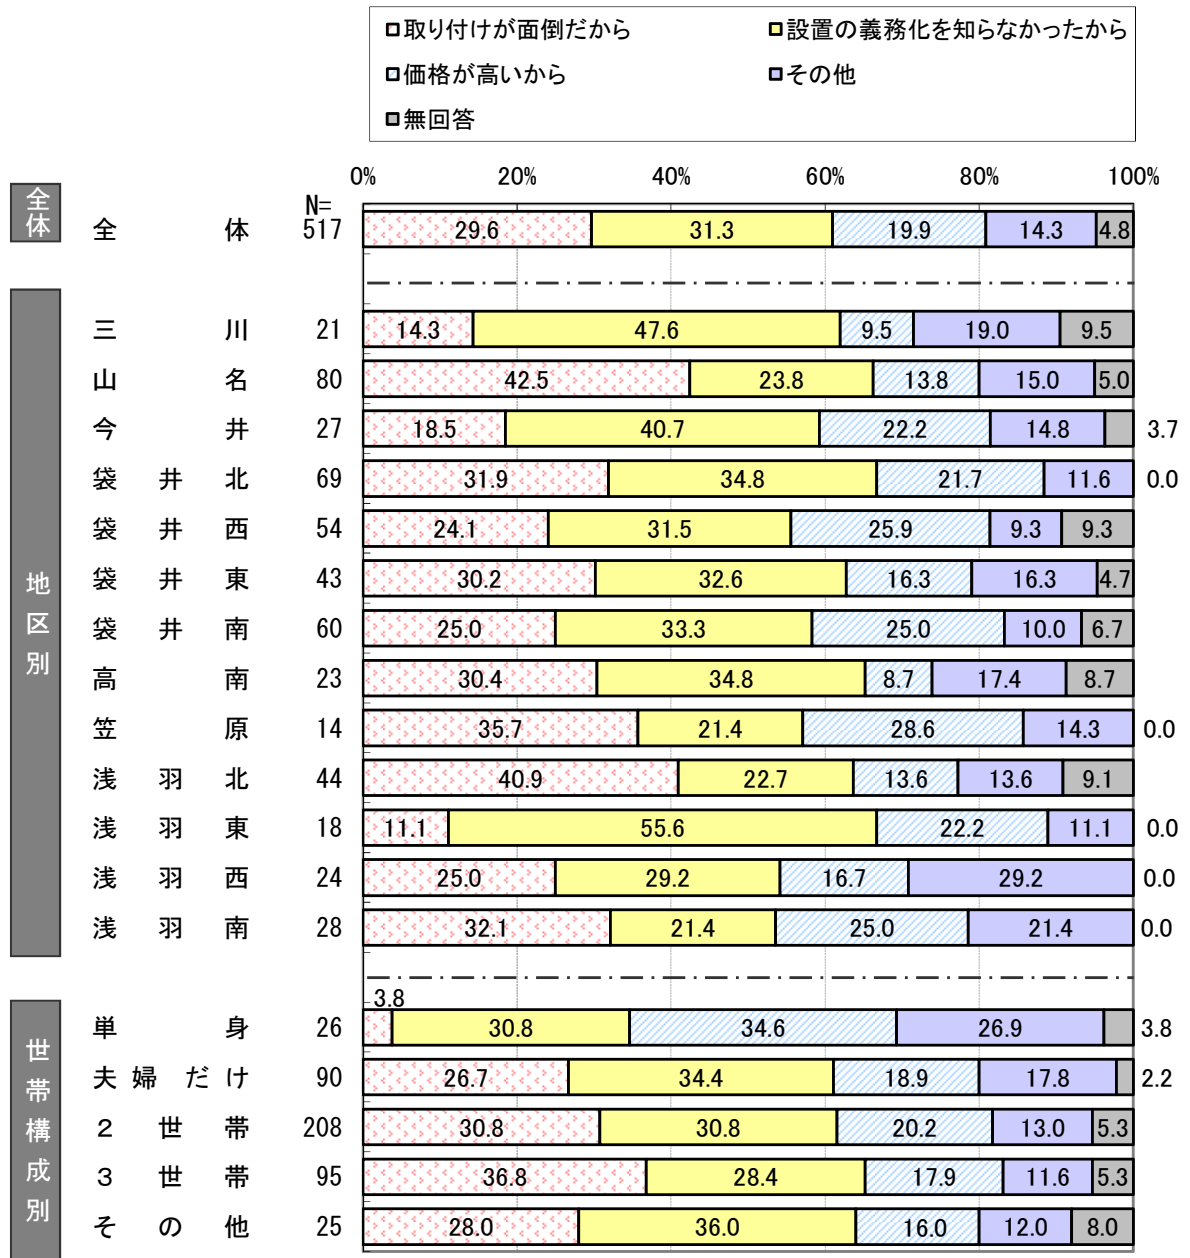 取り付けが面倒だから 設置の義務化を知らなかったから
価格が高いから その他
無回答
0% 20% 40% 60% 80% 100%
全体
N=
全体 517 29.6 31.3 19.9 14.3 4.8
地区別
三川 21 14.3 47.6 9.5 19.0 9.5
山名 80 42.5 23.8 13.8 15.0 5.0
今井 27 18.5 40.7 22.2 14.8 3.7
袋井北 69 31.9 34.8 21.7 11.6 0.0
袋井西 54 24.1 31.5 25.9 9.3 9.3
袋井東 43 30.2 32.6 16.3 16.3 4.7
袋井南 60 25.0 33.3 25.0 10.0 6.7
高南 23 30.4 34.8 8.7 17.4 8.7
笠原 14 35.7 21.4 28.6 14.3 0.0
浅羽北 44 40.9 22.7 13.6 13.6 9.1
浅羽東 18 11.1 55.6 22.2 11.1 0.0
浅羽西 24 25.0 29.2 16.7 29.2 0.0
浅羽南 28 32.1 21.4 25.0 21.4 0.0
世帯構成別
単身 26 3.8 30.8 34.6 26.9 3.8
夫婦だけ 90 26.7 34.4 18.9 17.8 2.2
2世帯 208 30.8 30.8 20.2 13.0 5.3
3世帯 95 36.8 28.4 17.9 11.6 5.3
その他 25 28.0 36.0 16.0 12.0 8.0